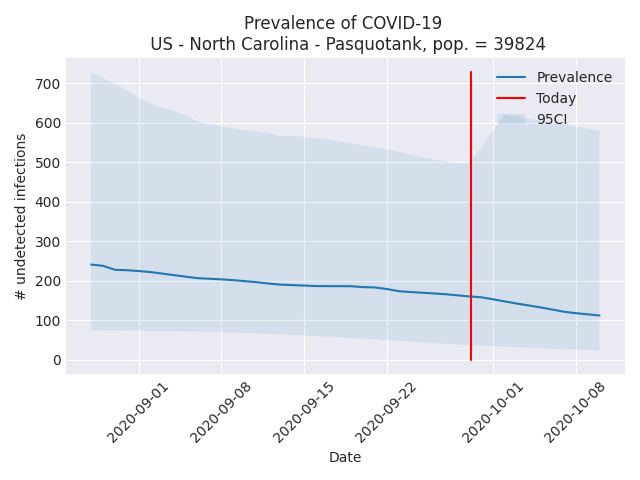 Prevalence of COVID-19
US - North Carolina - Pasquotank, pop. = 39824
Prevalence
Today
95CI
700
600
500
400
300
200
100
0
# undetected infections
2020-09-01
2020-09-08
2020-09-15
2020-09-22
2020-10-01
2020-10-08
Date